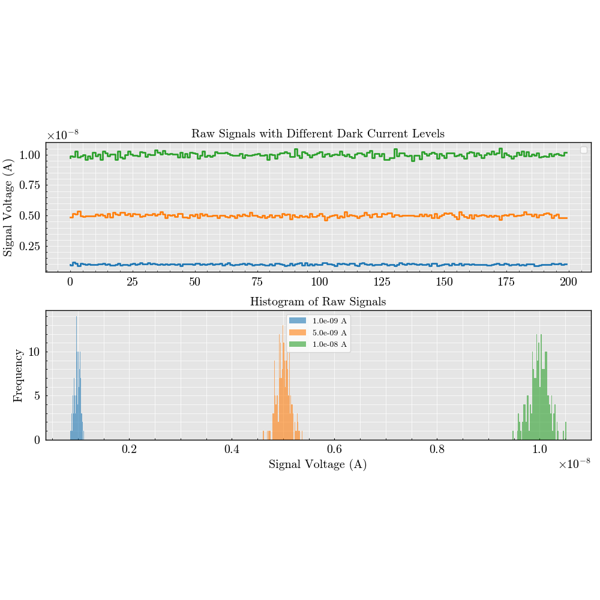 Raw Signals with Different Dark Current Levels
×10⁻⁸
Signal Voltage (A)
1.00
0.75
0.50
0.25
0 25 50 75 100 125 150 175 200
Histogram of Raw Signals
1.0e-09 A
5.0e-09 A
1.0e-08 A
Frequency
10
5
0
0.2 0.4 0.6 0.8 1.0
Signal Voltage (A)
×10⁻⁸